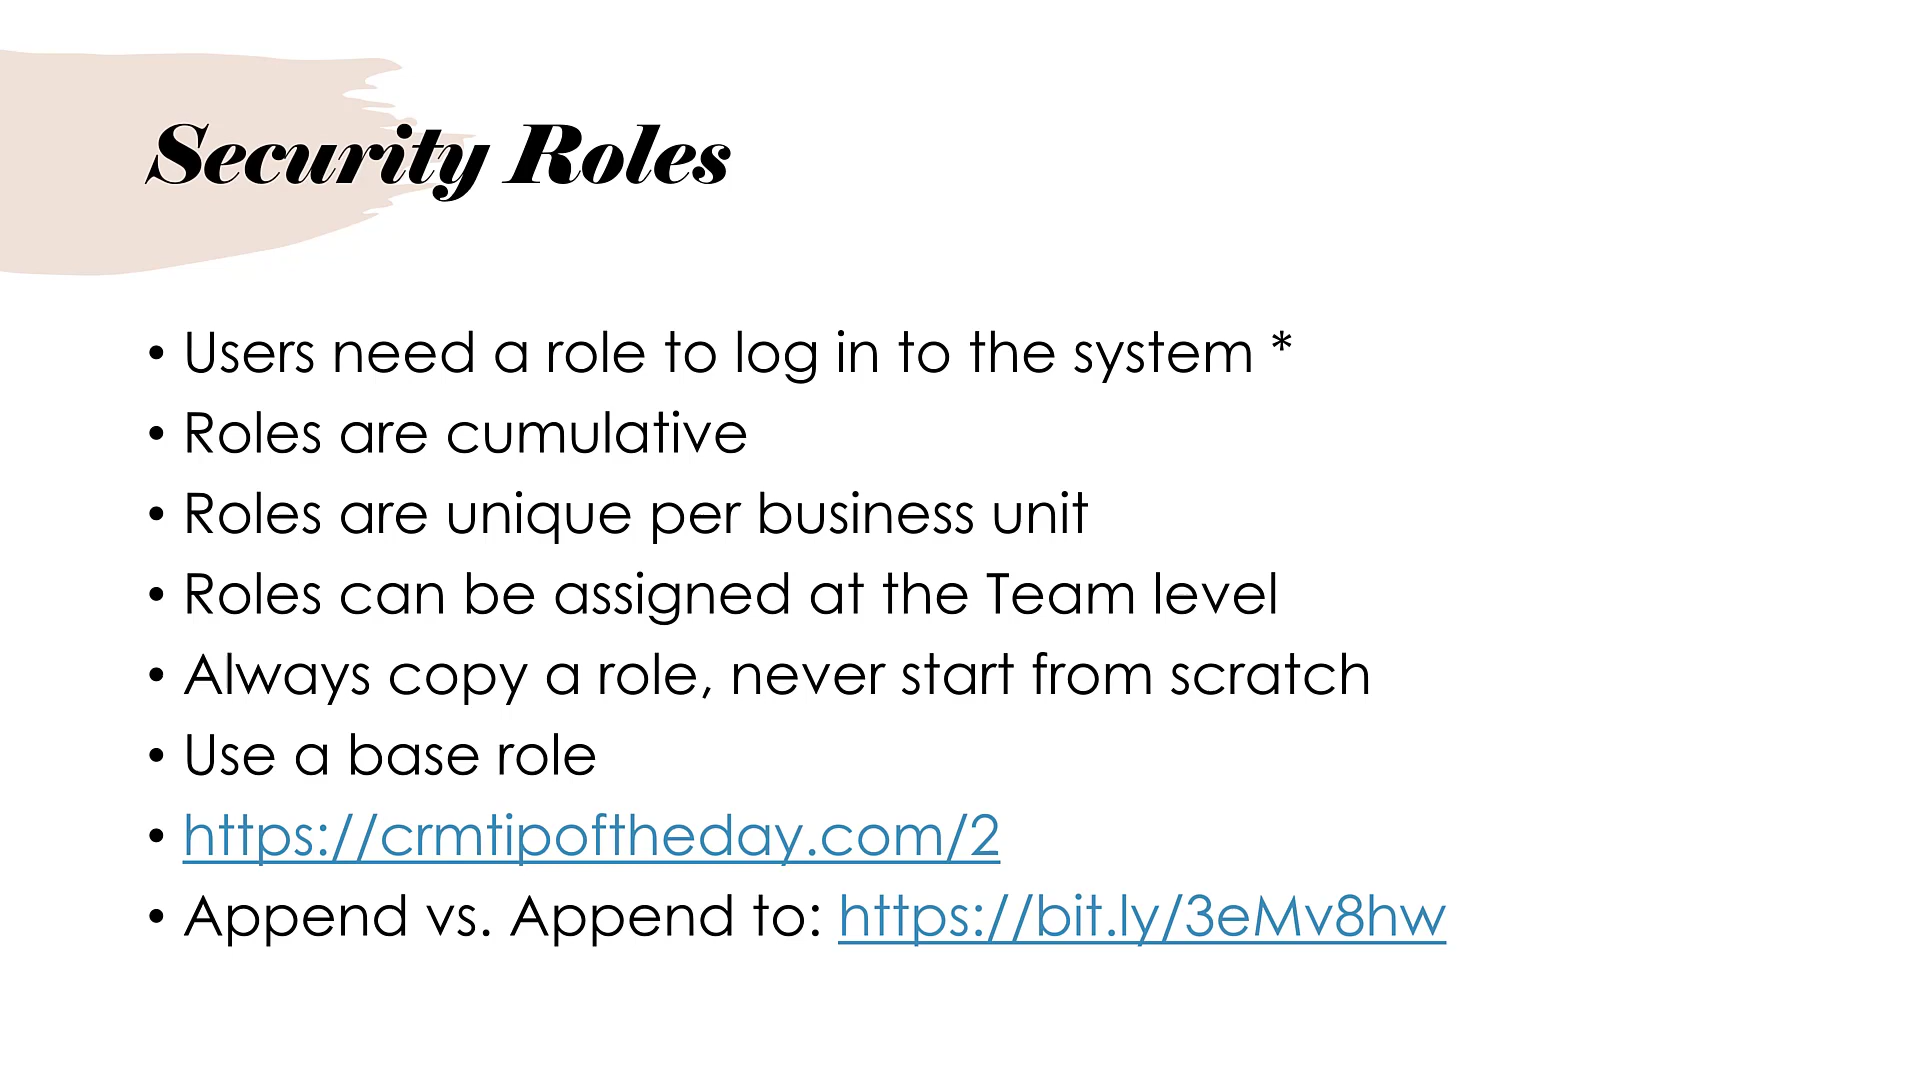 Security Roles
• Users need a role to log in to the system *
• Roles are cumulative
• Roles are unique per business unit
• Roles can be assigned at the Team level
• Always copy a role, never start from scratch
• Use a base role
• https://crmtipoftheday.com/2
• Append vs. Append to: https://bit.ly/3eMv8hw